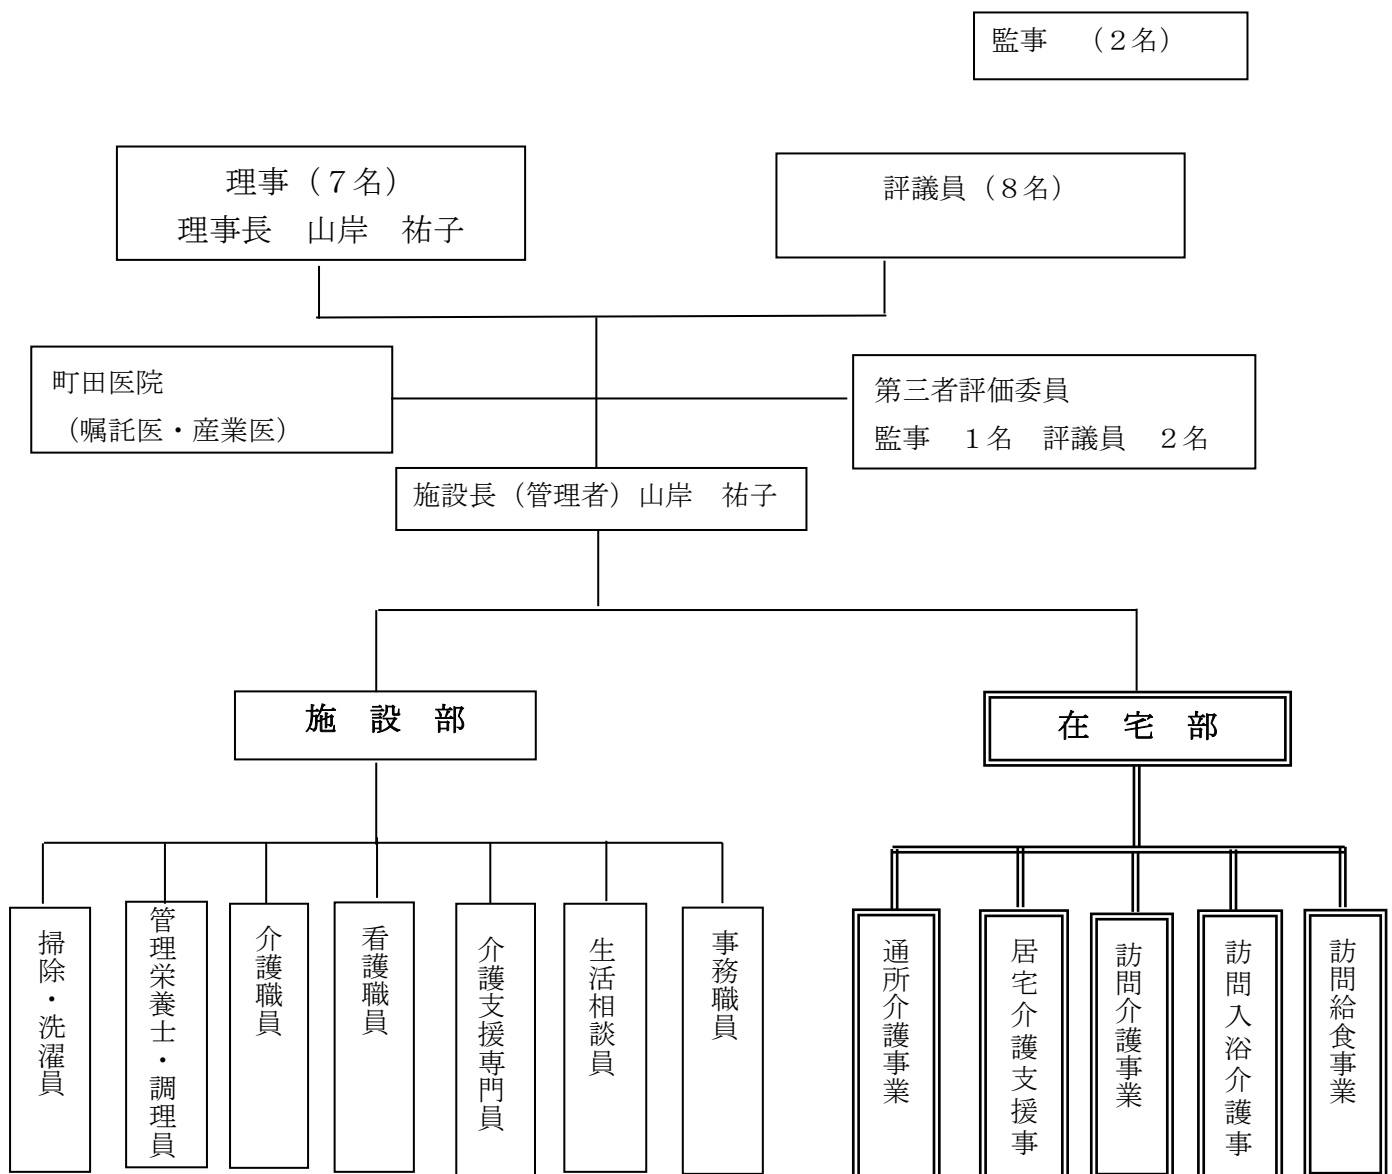 監事　（２名）
理事（７名）
理事長　山岸　祐子
評議員（８名）
町田医院
（嘱託医・産業医）
第三者評価委員
監事　１名　評議員　２名
施設長（管理者）山岸　祐子
施　設　部
在　宅　部
掃除・洗濯員
管理栄養士・調理員
介護職員
看護職員
介護支援専門員
生活相談員
事務職員
通所介護事業
居宅介護支援事
訪問介護事業
訪問入浴介護事
訪問給食事業